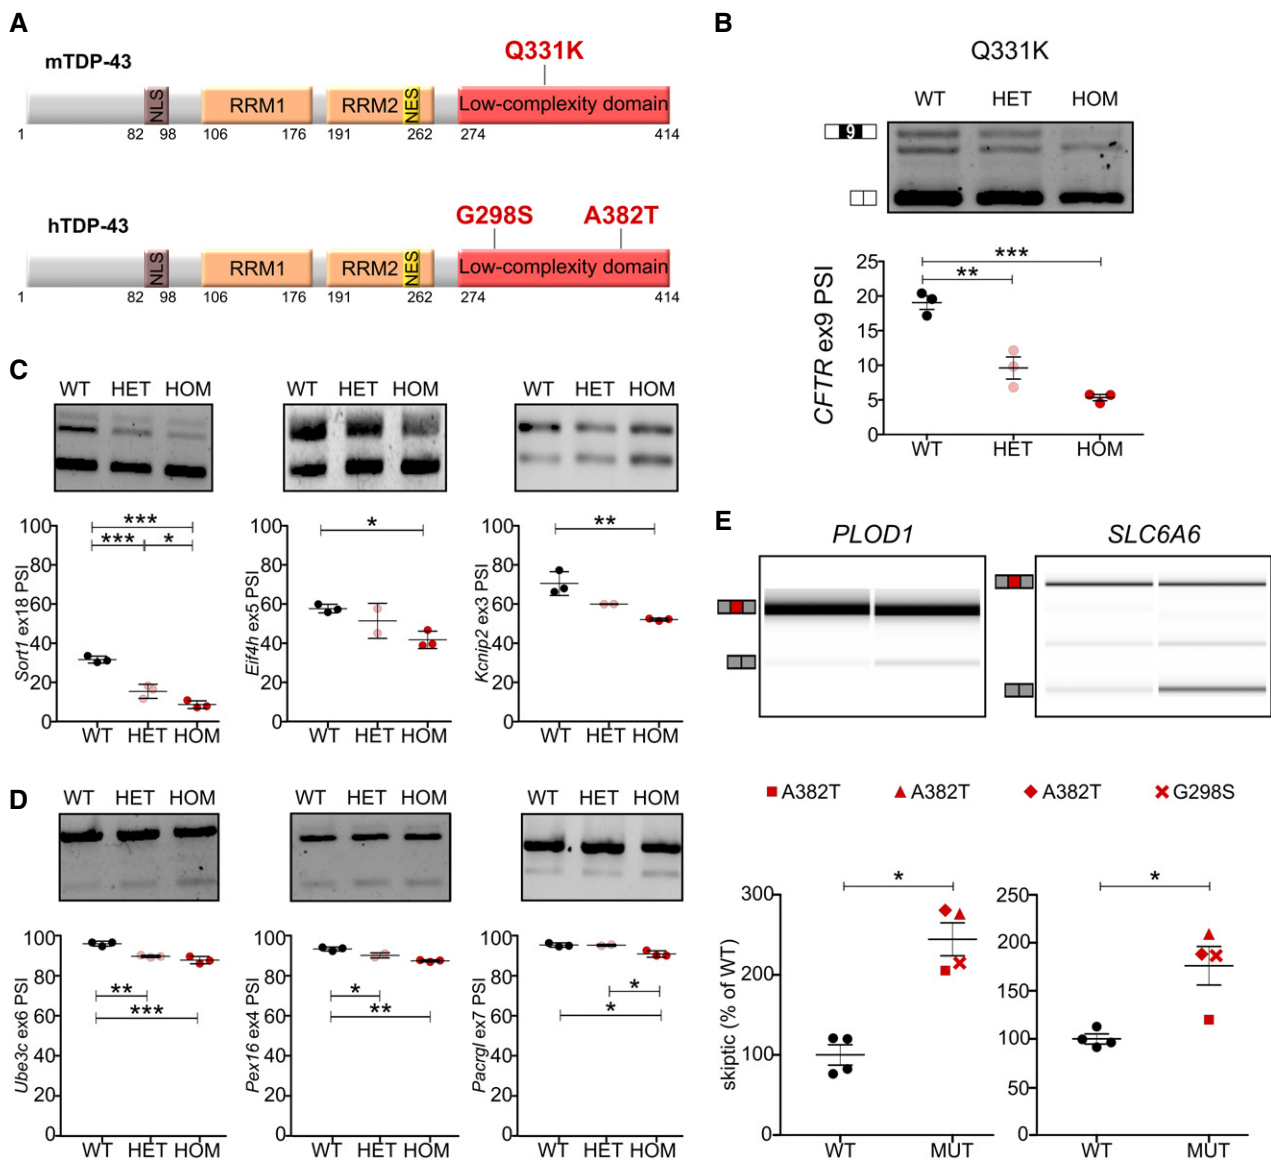 A
mTDP-43
Q331K
NLS
RRM1
RRM2
NES
Low-complexity domain
1
82
98
106
176
191
262
274
414
hTDP-43
G298S
A382T
NLS
RRM1
RRM2
NES
Low-complexity domain
1
82
98
106
176
191
262
274
414
B
Q331K
WT HET HOM
9
CFTR ex9 PSI
25
20
15
10
5
0
***
**
WT HET HOM
C
WT HET HOM
Sort1 ex18 PSI
100
80
60
40
20
0
***
*** *
WT HET HOM
WT HET HOM
Eif4h ex5 PSI
100
80
60
40
20
0
*
WT HET HOM
WT HET HOM
Kcnip2 ex3 PSI
100
80
60
40
20
0
**
WT HET HOM
D
WT HET HOM
Ube3c ex6 PSI
100
80
60
40
20
0
**
***
WT HET HOM
WT HET HOM
Pex16 ex4 PSI
100
80
60
40
20
0
*
**
WT HET HOM
WT HET HOM
Pacrgl ex7 PSI
100
80
60
40
20
0
*
*
WT HET HOM
E
PLOD1
SLC6A6
A382T
A382T
A382T
G298S
skiptic (% of WT)
300
200
100
0
*
WT MUT
250
200
150
100
50
0
*
WT MUT